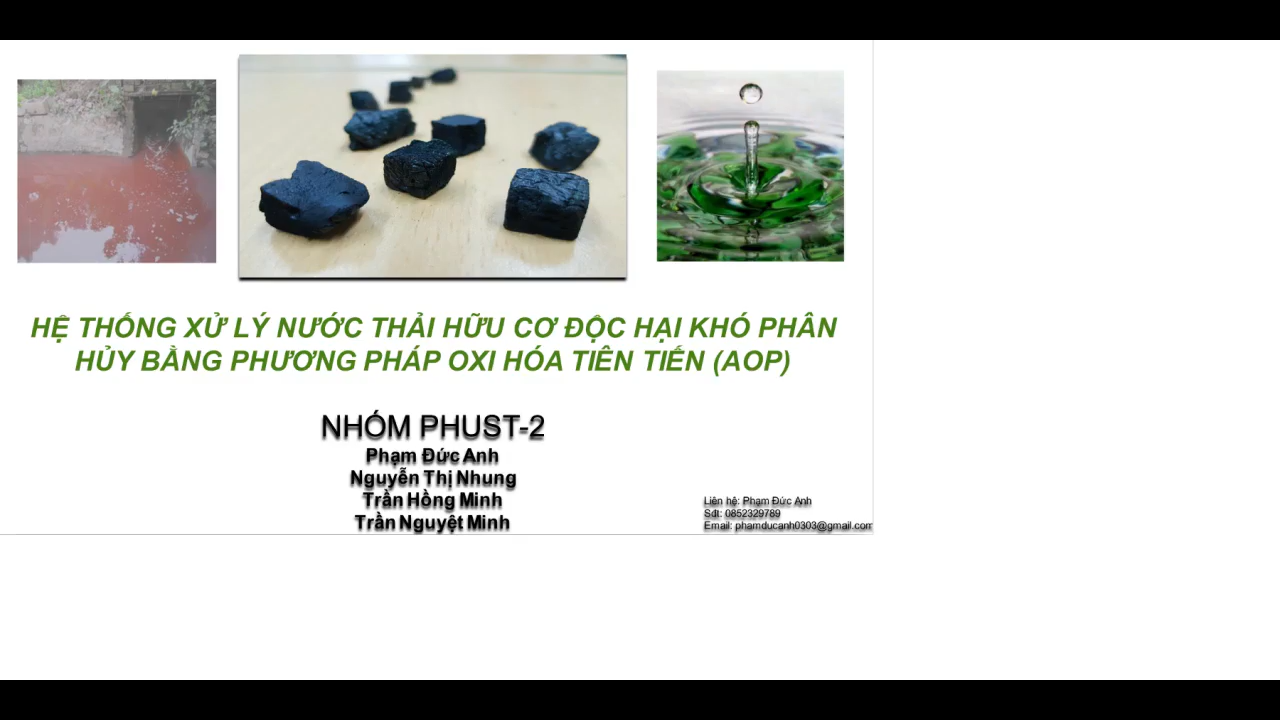 HỆ THỐNG XỬ LÝ NƯỚC THẢI HỮU CƠ ĐỘC HẠI KHÓ PHÂN
HỦY BẰNG PHƯƠNG PHÁP OXI HÓA TIÊN TIẾN (AOP)
NHÓM PHUST-2
Phạm Đức Anh
Nguyễn Thị Nhung
Trần Hồng Minh
Trần Nguyệt Minh
Liên hệ: Phạm Đức Anh
Sđt: 0852329789
Email: phamducanh0303@gmail.com